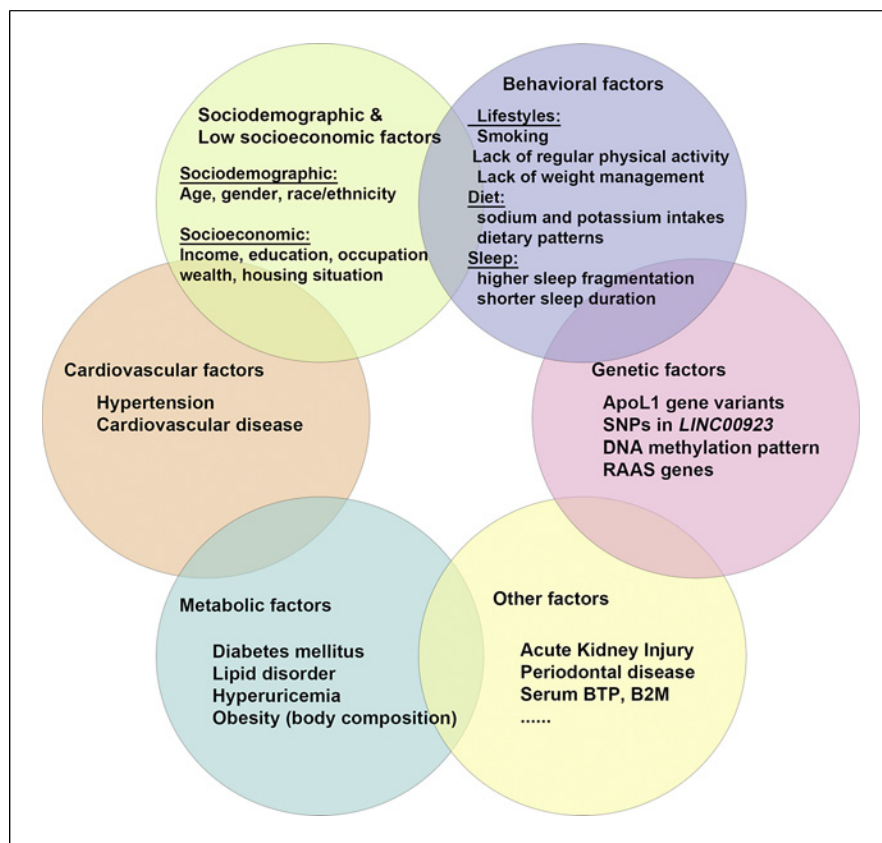 Sociodemographic &
Low socioeconomic factors
Sociodemographic:
Age, gender, race/ethnicity
Socioeconomic:
Income, education, occupation
wealth, housing situation
Behavioral factors
Lifestyles:
Smoking
Lack of regular physical activity
Lack of weight management
Diet:
sodium and potassium intakes
dietary patterns
Sleep:
higher sleep fragmentation
shorter sleep duration
Cardiovascular factors
Hypertension
Cardiovascular disease
Genetic factors
ApoL1 gene variants
SNPs in LINC00923
DNA methylation pattern
RAAS genes
Metabolic factors
Diabetes mellitus
Lipid disorder
Hyperuricemia
Obesity (body composition)
Other factors
Acute Kidney Injury
Periodontal disease
Serum BTP, B2M
......